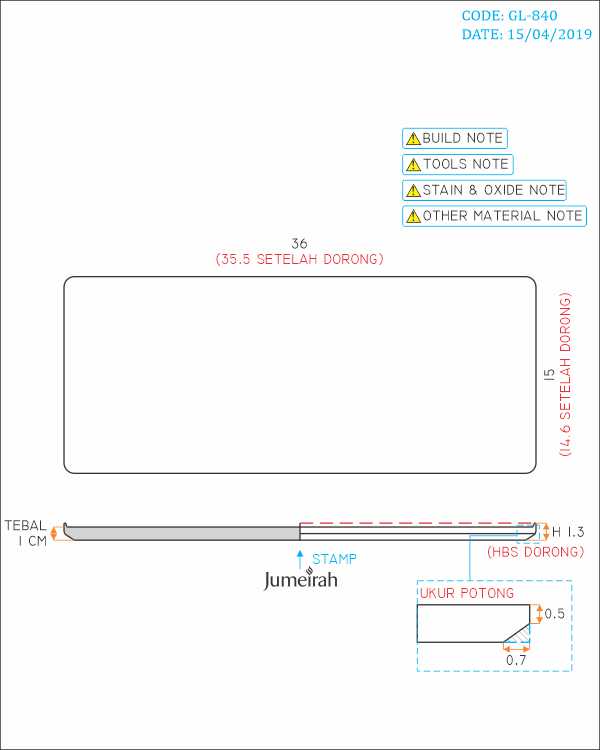 CODE: GL-840
DATE: 15/04/2019
BUILD NOTE
TOOLS NOTE
STAIN & OXIDE NOTE
OTHER MATERIAL NOTE
36
(35.5 SETELAH DORONG)
15
(14.6 SETELAH DORONG)
TEBAL
1 CM
H 1.3
(HBS DORONG)
STAMP
Jumeirah
UKUR POTONG
0.5
0.7